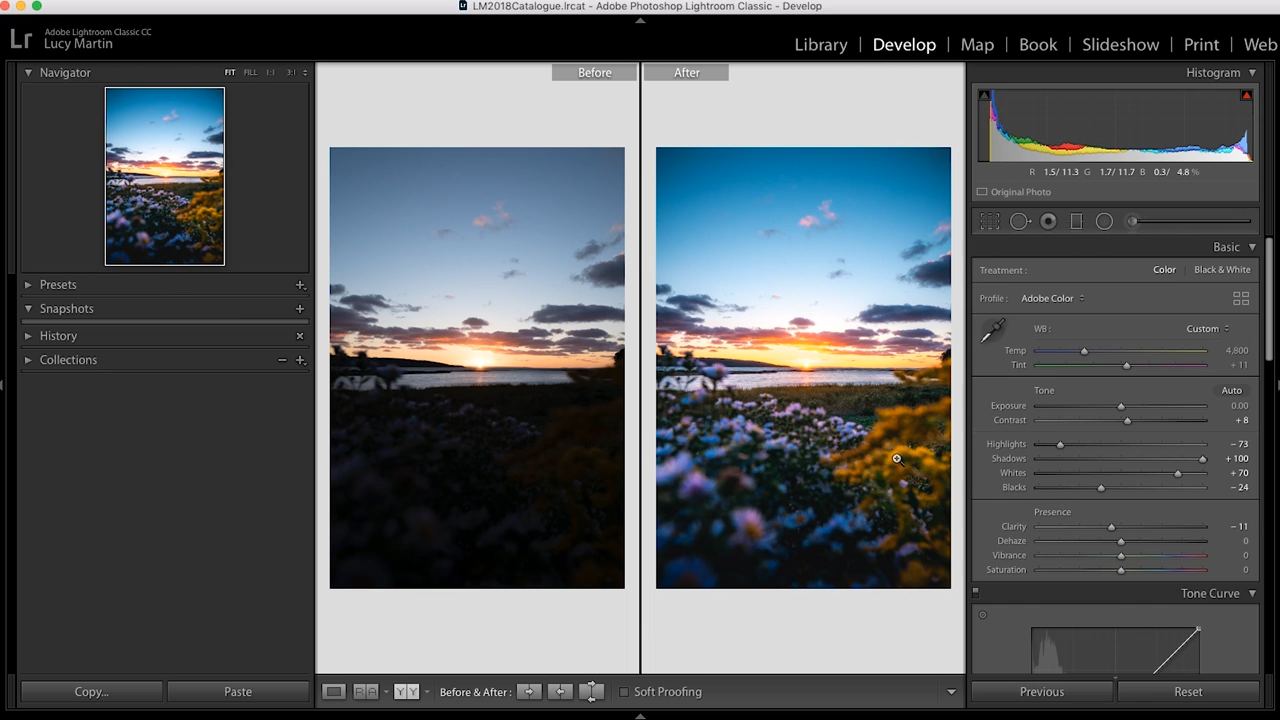 LM2018Catalogue.lrcat - Adobe Photoshop Lightroom Classic - Develop
Lr
Adobe Lightroom Classic CC
Lucy Martin
Library | Develop | Map | Book | Slideshow | Print | Web
Navigator FIT FILL 1:1 3:1
Presets
Snapshots
History
Collections
Copy... Paste
Before After
R A Y Y Before & After : Soft Proofing
Histogram
R 1.5/ 11.3 G 1.7/ 11.7 B 0.3/ 4.8 %
Original Photo
Basic
Treatment : Color Black & White
Profile : Adobe Color
WB : Custom
Temp 4,800
Tint + 11
Tone Auto
Exposure 0.00
Contrast + 8
Highlights − 73
Shadows + 100
Whites + 70
Blacks − 24
Presence
Clarity − 11
Dehaze 0
Vibrance 0
Saturation 0
Tone Curve
Previous Reset